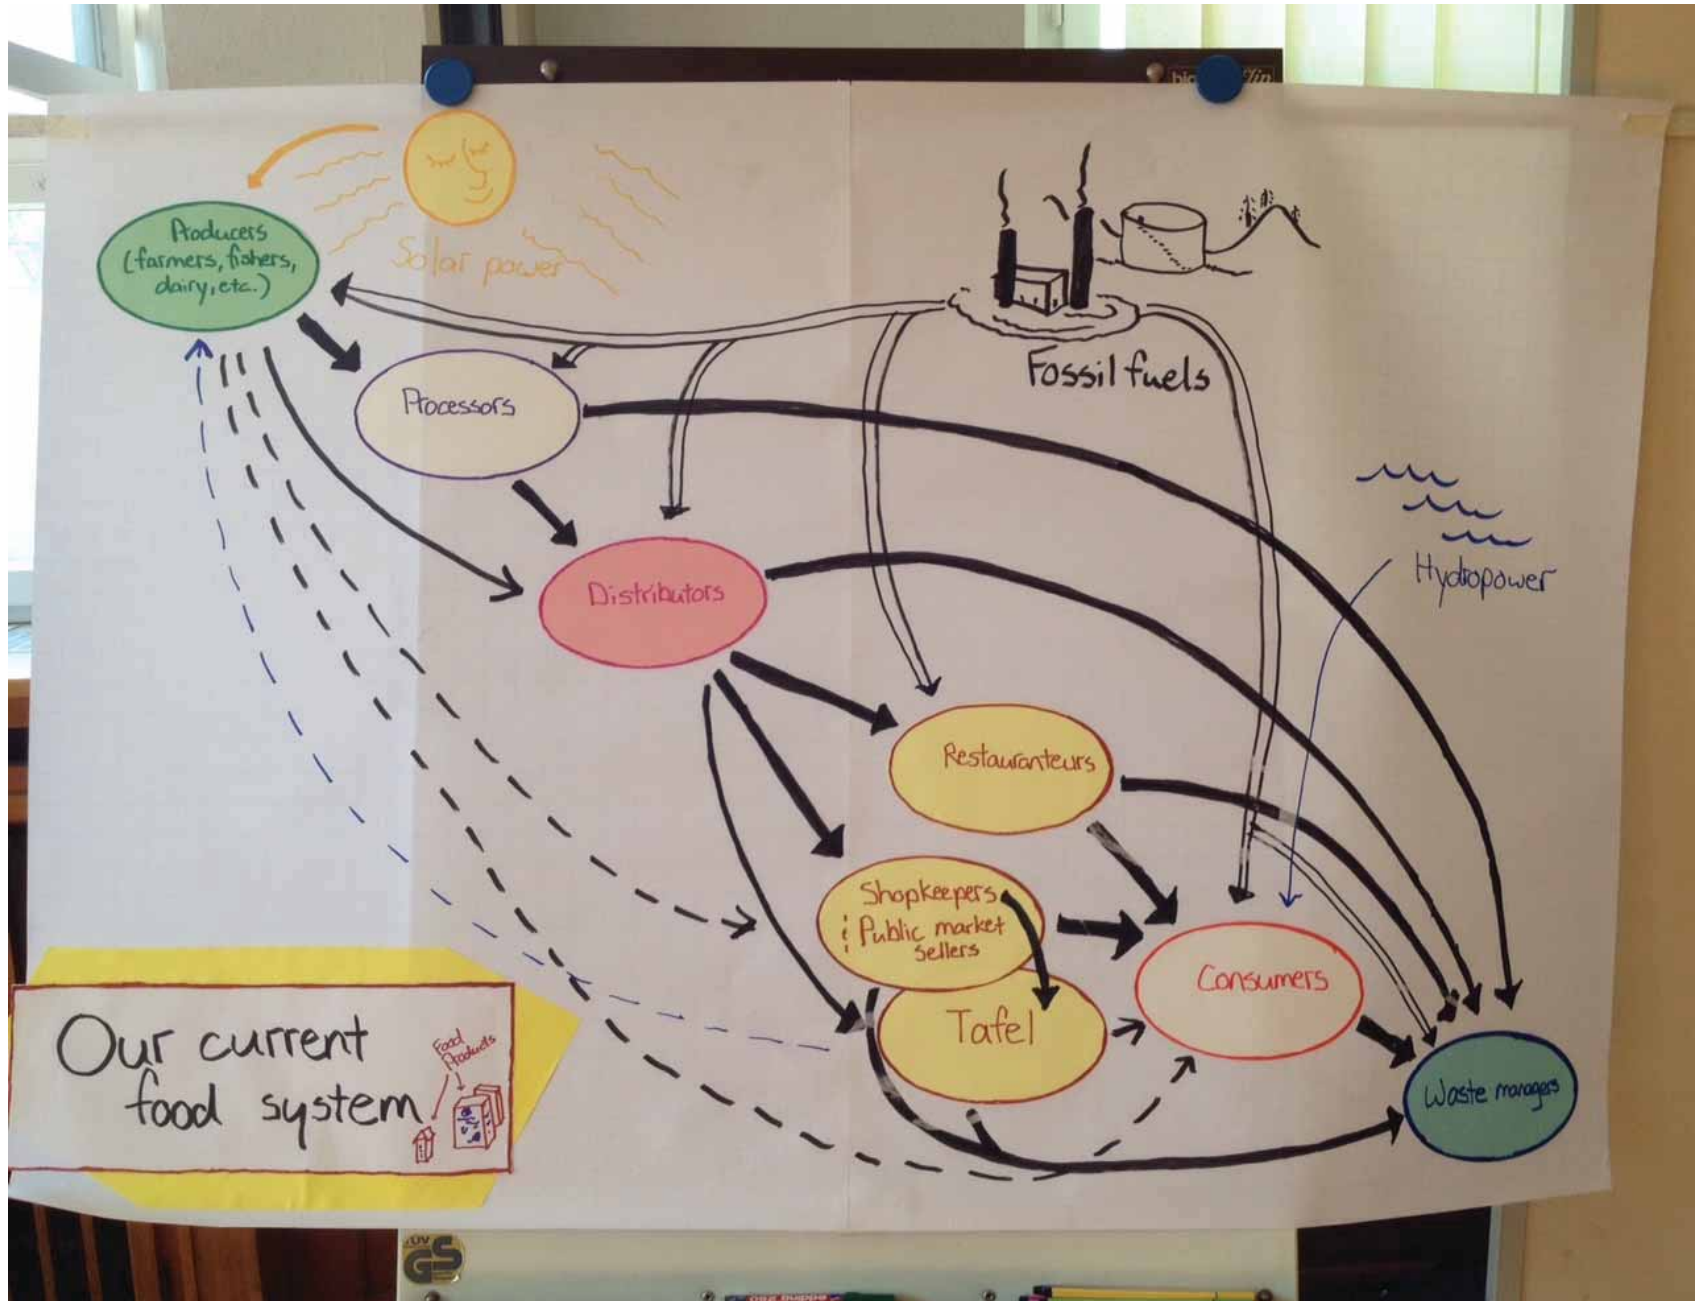 Solar power
Producers
(farmers, fishers,
dairy, etc.)
Fossil fuels
Processors
Hydropower
Distributors
Restauranteurs
Shopkeepers
& Public market
sellers
Consumers
Tafel
Waste managers
Our current
food system
Food
Products
GS